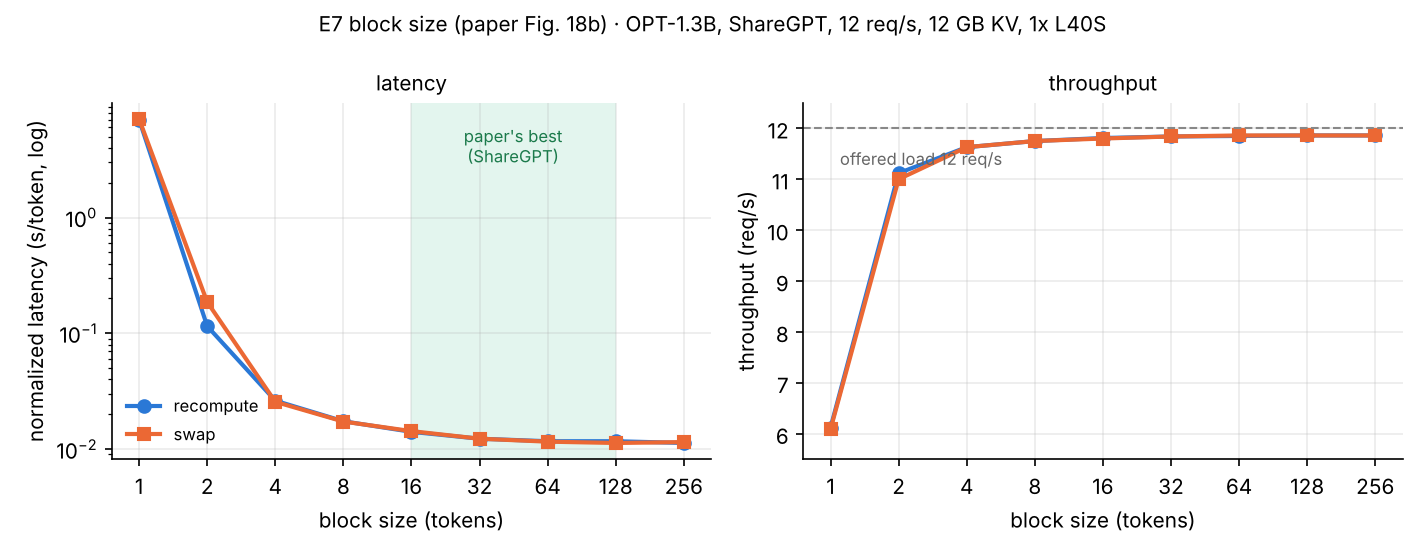 E7 block size (paper Fig. 18b) · OPT-1.3B, ShareGPT, 12 req/s, 12 GB KV, 1x L40S
latency
normalized latency (s/token, log)
10⁰
10⁻¹
10⁻²
paper's best
(ShareGPT)
recompute
swap
1 2 4 8 16 32 64 128 256
block size (tokens)
throughput
throughput (req/s)
12
11
10
9
8
7
6
offered load 12 req/s
1 2 4 8 16 32 64 128 256
block size (tokens)